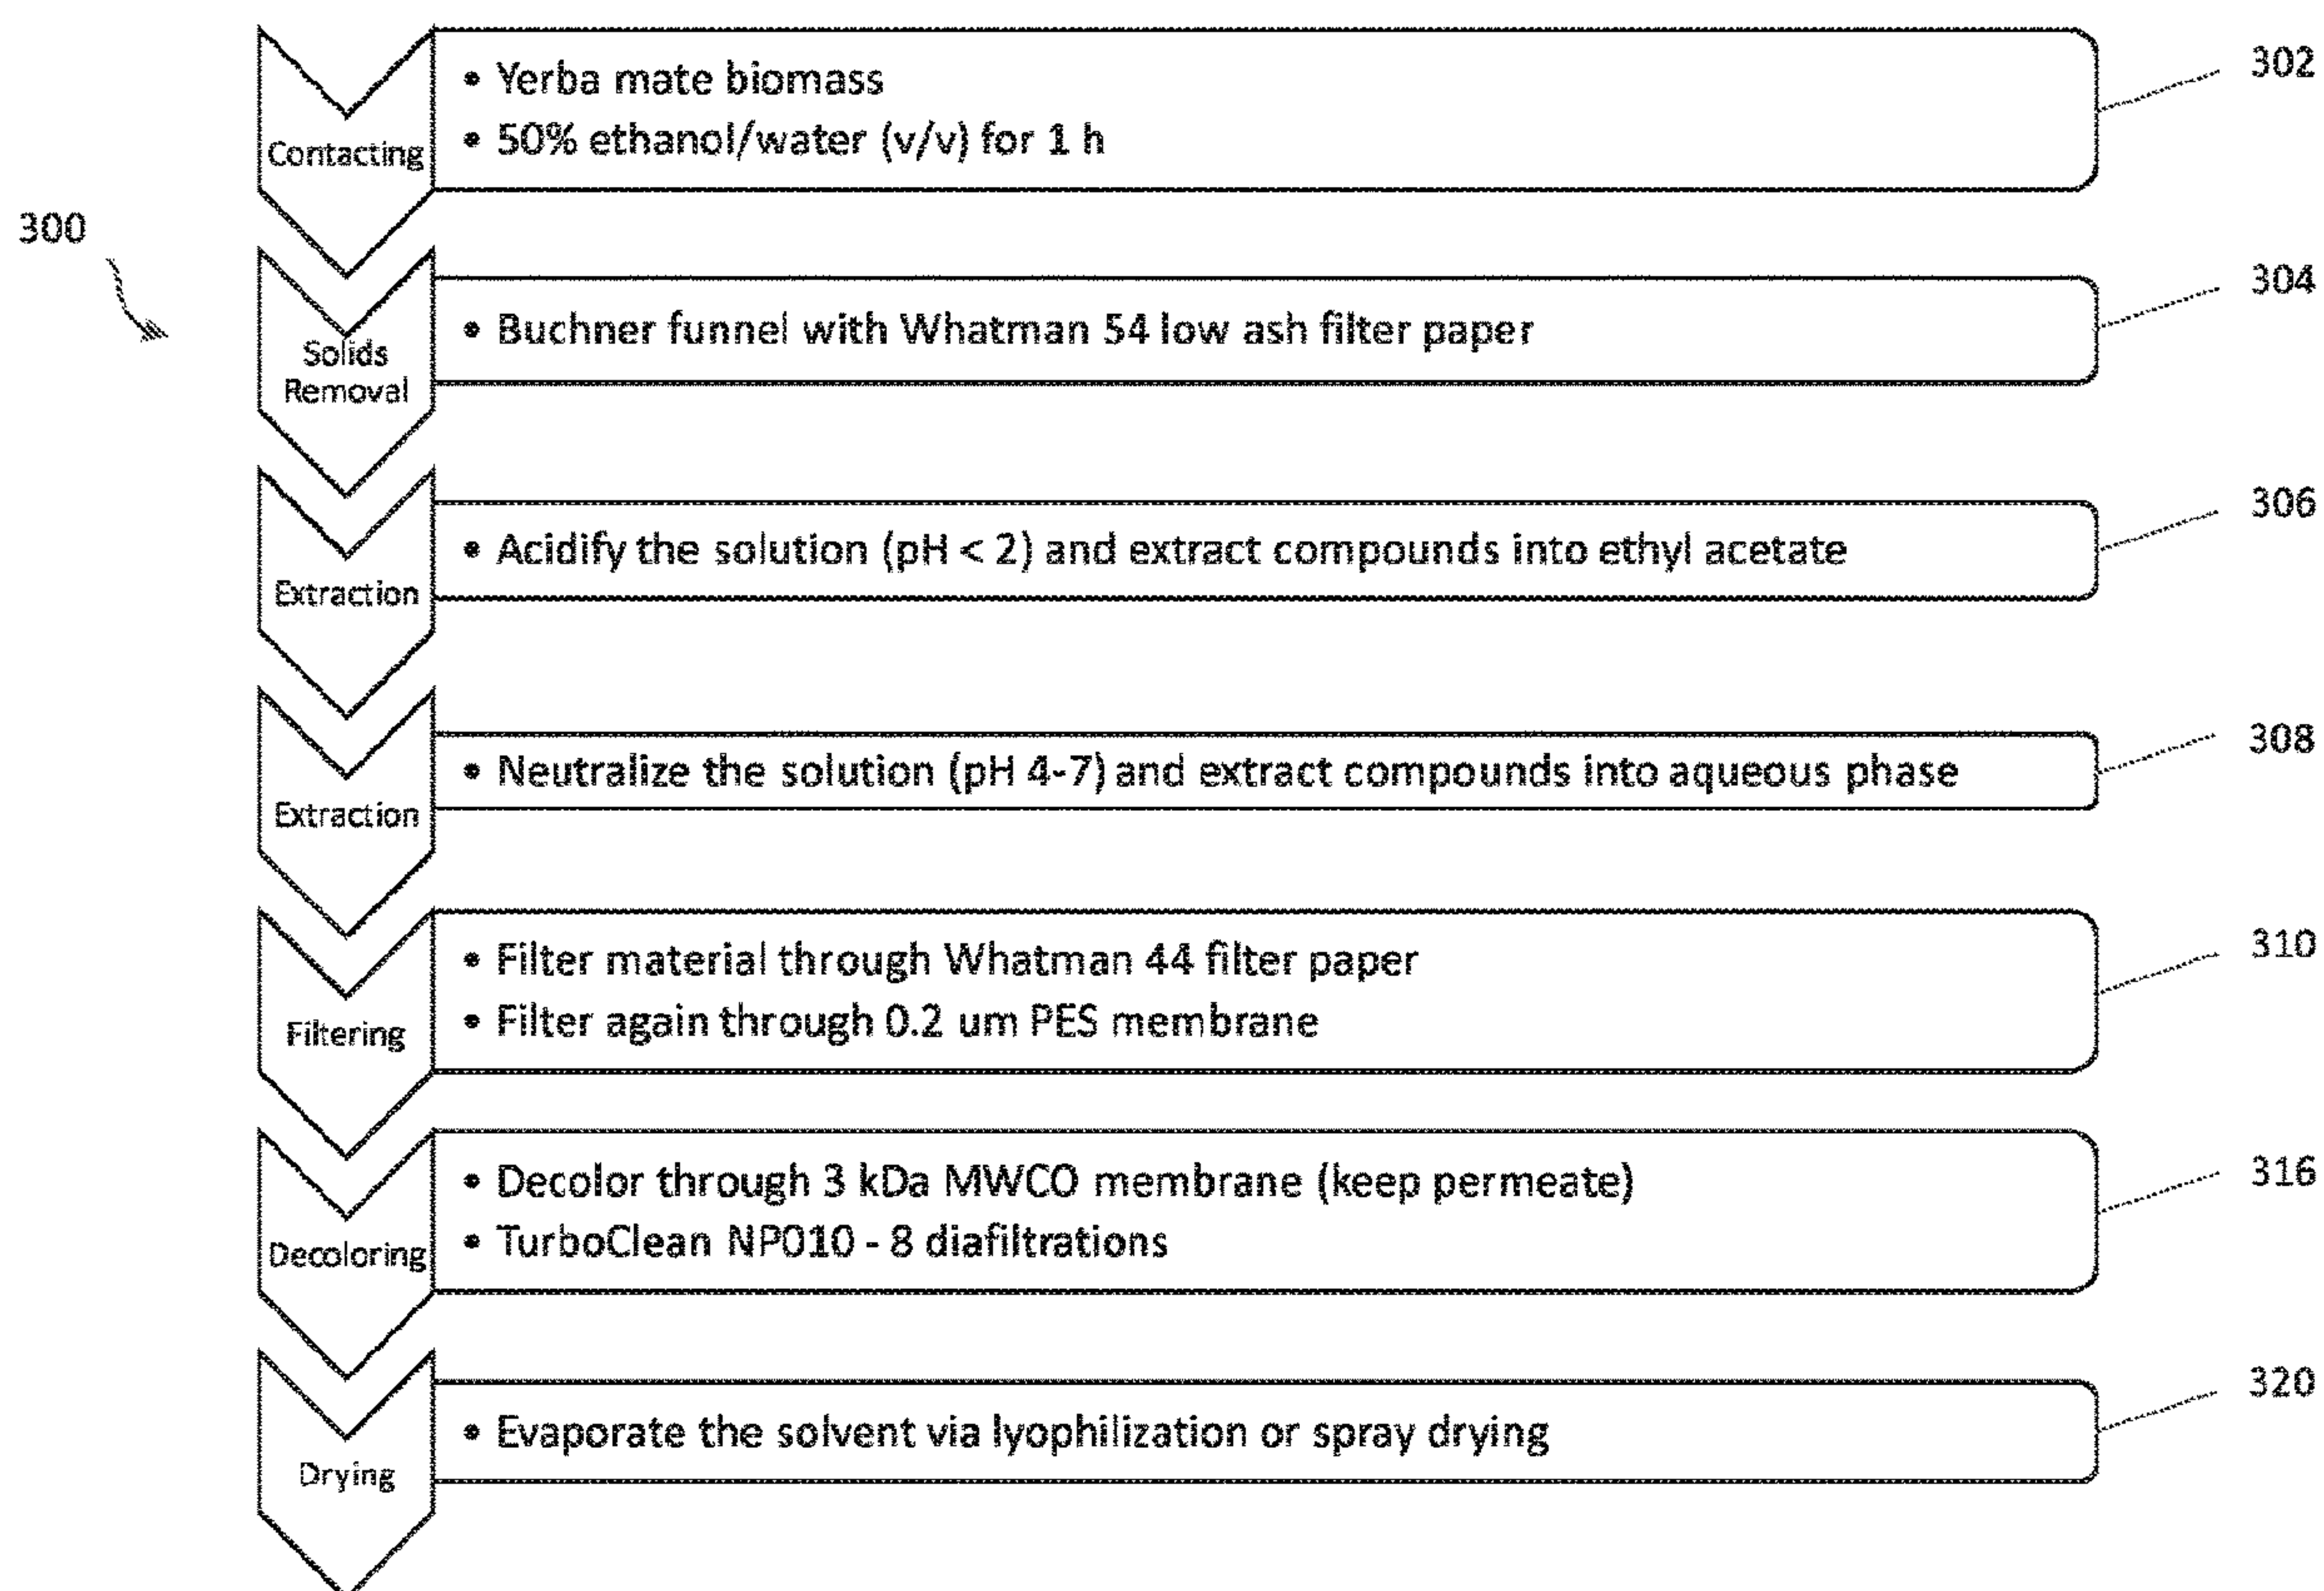 302
• Yerba mate biomass
• 50% ethanol/water (v/v) for 1 h
Contacting
300
304
• Buchner funnel with Whatman 54 low ash filter paper
Solids
Removal
306
• Acidify the solution (pH < 2) and extract compounds into ethyl acetate
Extraction
308
• Neutralize the solution (pH 4-7) and extract compounds into aqueous phase
Extraction
310
• Filter material through Whatman 44 filter paper
• Filter again through 0.2 um PES membrane
Filtering
316
• Decolor through 3 kDa MWCO membrane (keep permeate)
• TurboClean NP010 - 8 diafiltrations
Decoloring
320
• Evaporate the solvent via lyophilization or spray drying
Drying